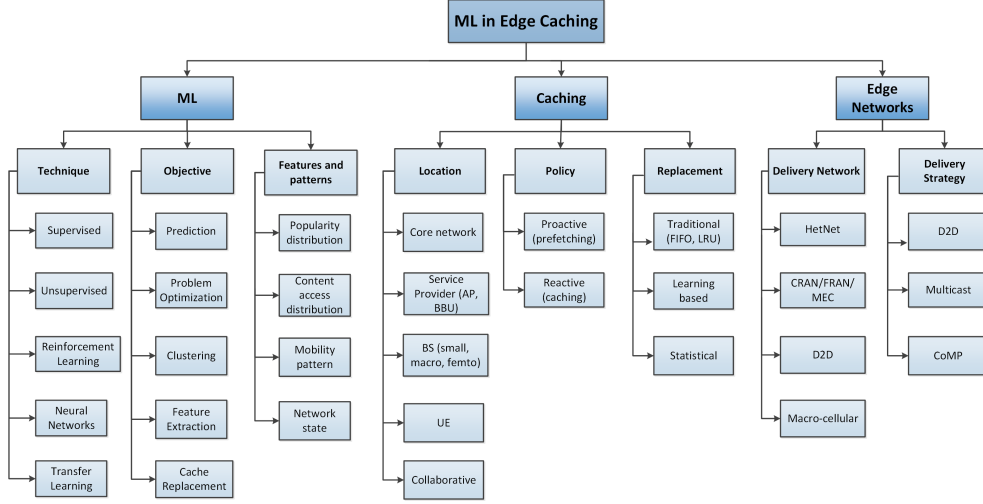 ML in Edge Caching
ML
Caching
Edge
Networks
Technique
Objective
Features and
patterns
Location
Policy
Replacement
Delivery Network
Delivery
Strategy
Supervised
Unsupervised
Reinforcement
Learning
Neural
Networks
Transfer
Learning
Prediction
Problem
Optimization
Clustering
Feature
Extraction
Cache
Replacement
Popularity
distribution
Content
access
distribution
Mobility
pattern
Network
state
Core network
Service
Provider (AP,
BBU)
BS (small,
macro, femto)
UE
Collaborative
Proactive
(prefetching)
Reactive
(caching)
Traditional
(FIFO, LRU)
Learning
based
Statistical
HetNet
CRAN/FRAN/
MEC
D2D
Macro-cellular
D2D
Multicast
CoMP